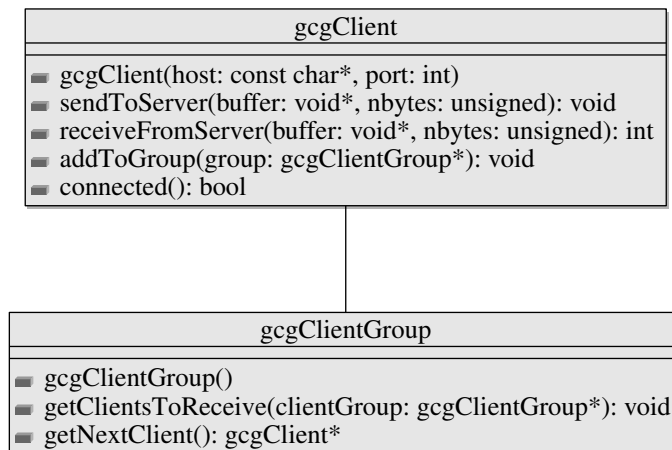 gcgClient
gcgClient(host: const char*, port: int)
sendToServer(buffer: void*, nbytes: unsigned): void
receiveFromServer(buffer: void*, nbytes: unsigned): int
addToGroup(group: gcgClientGroup*): void
connected(): bool
gcgClientGroup
gcgClientGroup()
getClientsToReceive(clientGroup: gcgClientGroup*): void
getNextClient(): gcgClient*